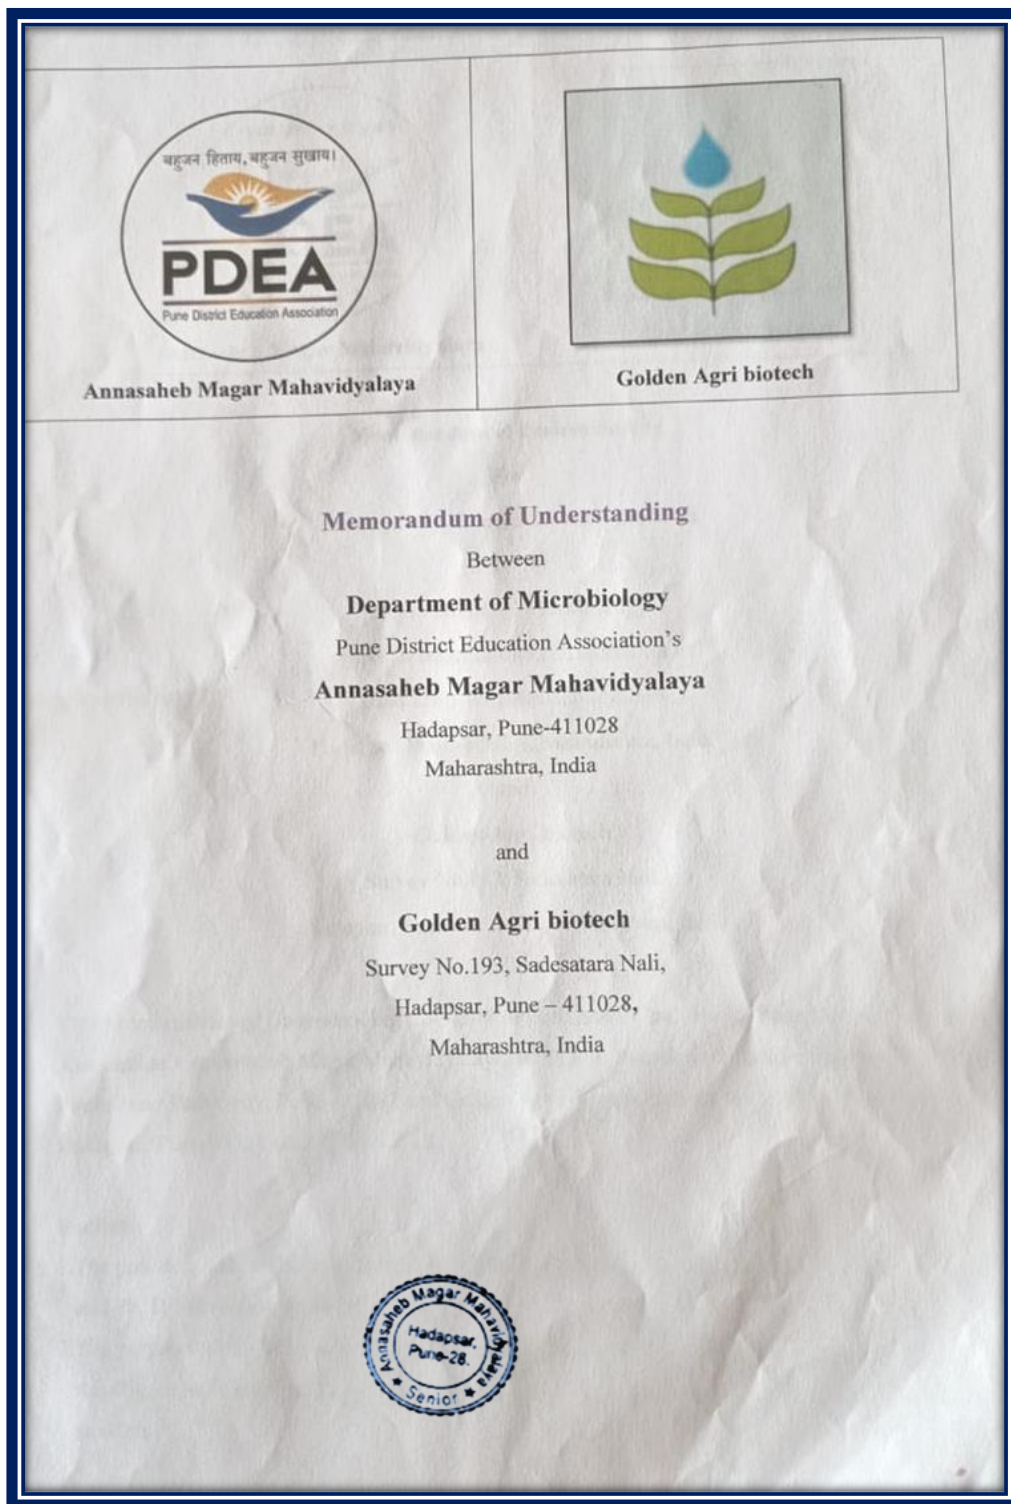 बहुजन हिताय, बहुजन सुखाय।
PDEA
Pune District Education Association
Annasaheb Magar Mahavidyalaya
Golden Agri biotech
Memorandum of Understanding
Between
Department of Microbiology
Pune District Education Association's
Annasaheb Magar Mahavidyalaya
Hadapsar, Pune-411028
Maharashtra, India
and
Golden Agri biotech
Survey No.193, Sadesatara Nali,
Hadapsar, Pune – 411028,
Maharashtra, India
Annasaheb Magar Mahavidyalaya
Hadapsar,
Pune-28.
★ Senior ★